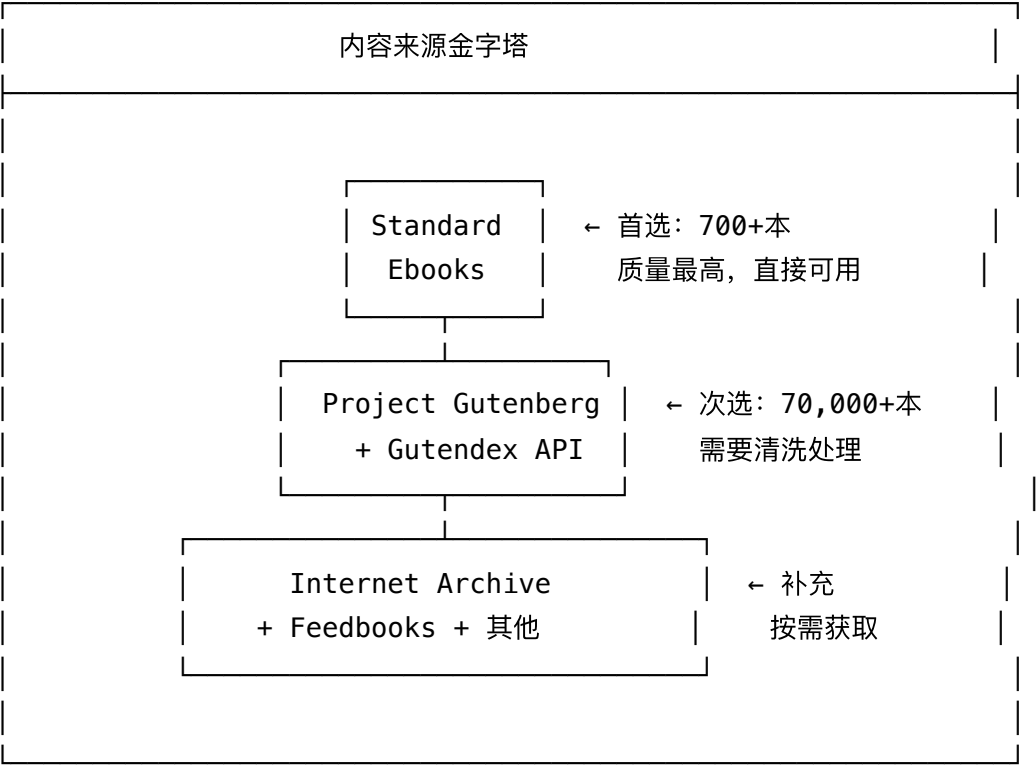 内容来源金字塔
Standard ← 首选：700+本
Ebooks 质量最高，直接可用
Project Gutenberg ← 次选：70,000+本
+ Gutendex API 需要清洗处理
Internet Archive ← 补充
+ Feedbooks + 其他 按需获取